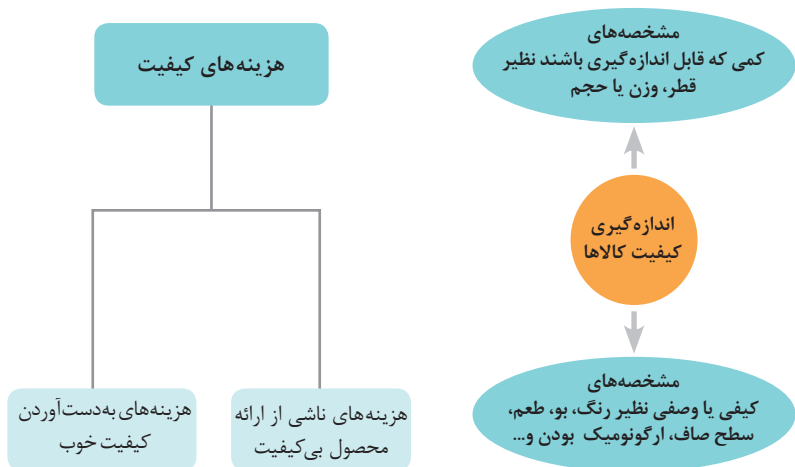 مشخصه‌های
کمی که قابل اندازه‌گیری باشند نظیر
قطر، وزن یا حجم
اندازه‌گیری
کیفیت کالاها
مشخصه‌های
کیفی یا وصفی نظیر رنگ، بو، طعم،
سطح صاف، ارگونومیک بودن و...
هزینه‌های کیفیت
هزینه‌های ناشی از ارائه
محصول بی‌کیفیت
هزینه‌های به‌دست‌آوردن
کیفیت خوب